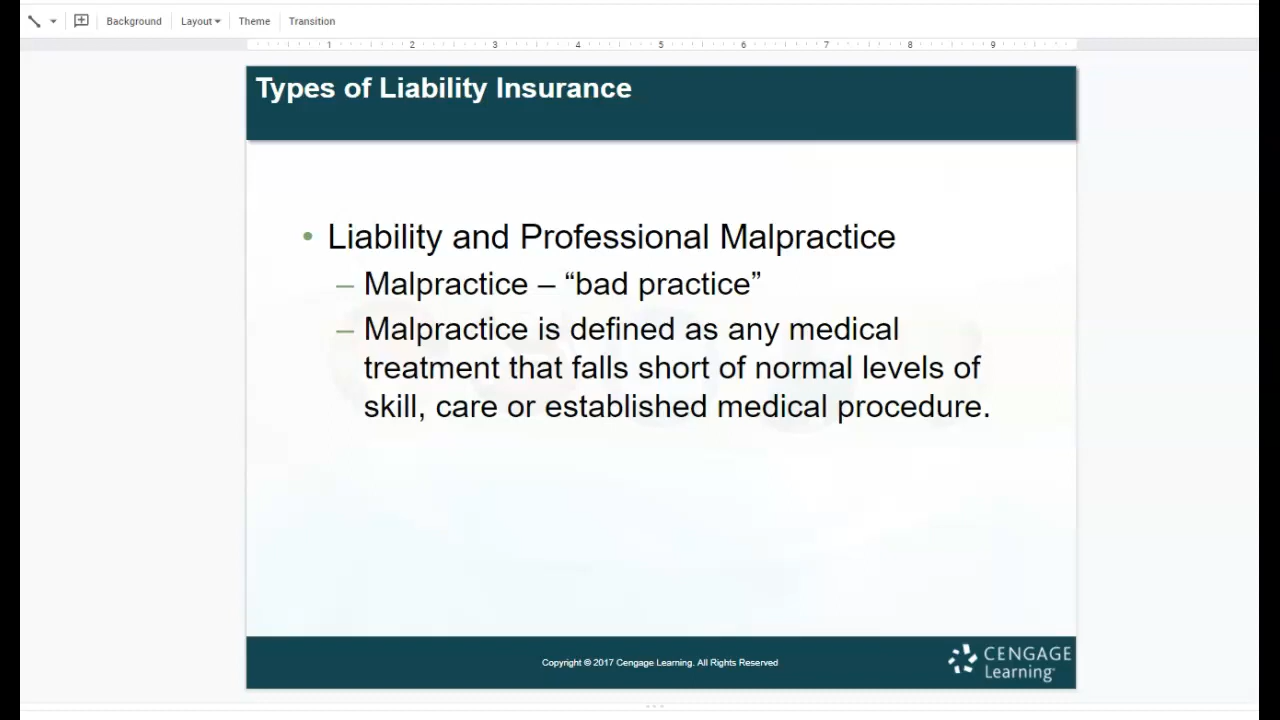 Background Layout Theme Transition
1 2 3 4 5 6 7 8 9
Types of Liability Insurance
• Liability and Professional Malpractice
– Malpractice – “bad practice”
– Malpractice is defined as any medical
treatment that falls short of normal levels of
skill, care or established medical procedure.
Copyright © 2017 Cengage Learning. All Rights Reserved
CENGAGE
Learning™